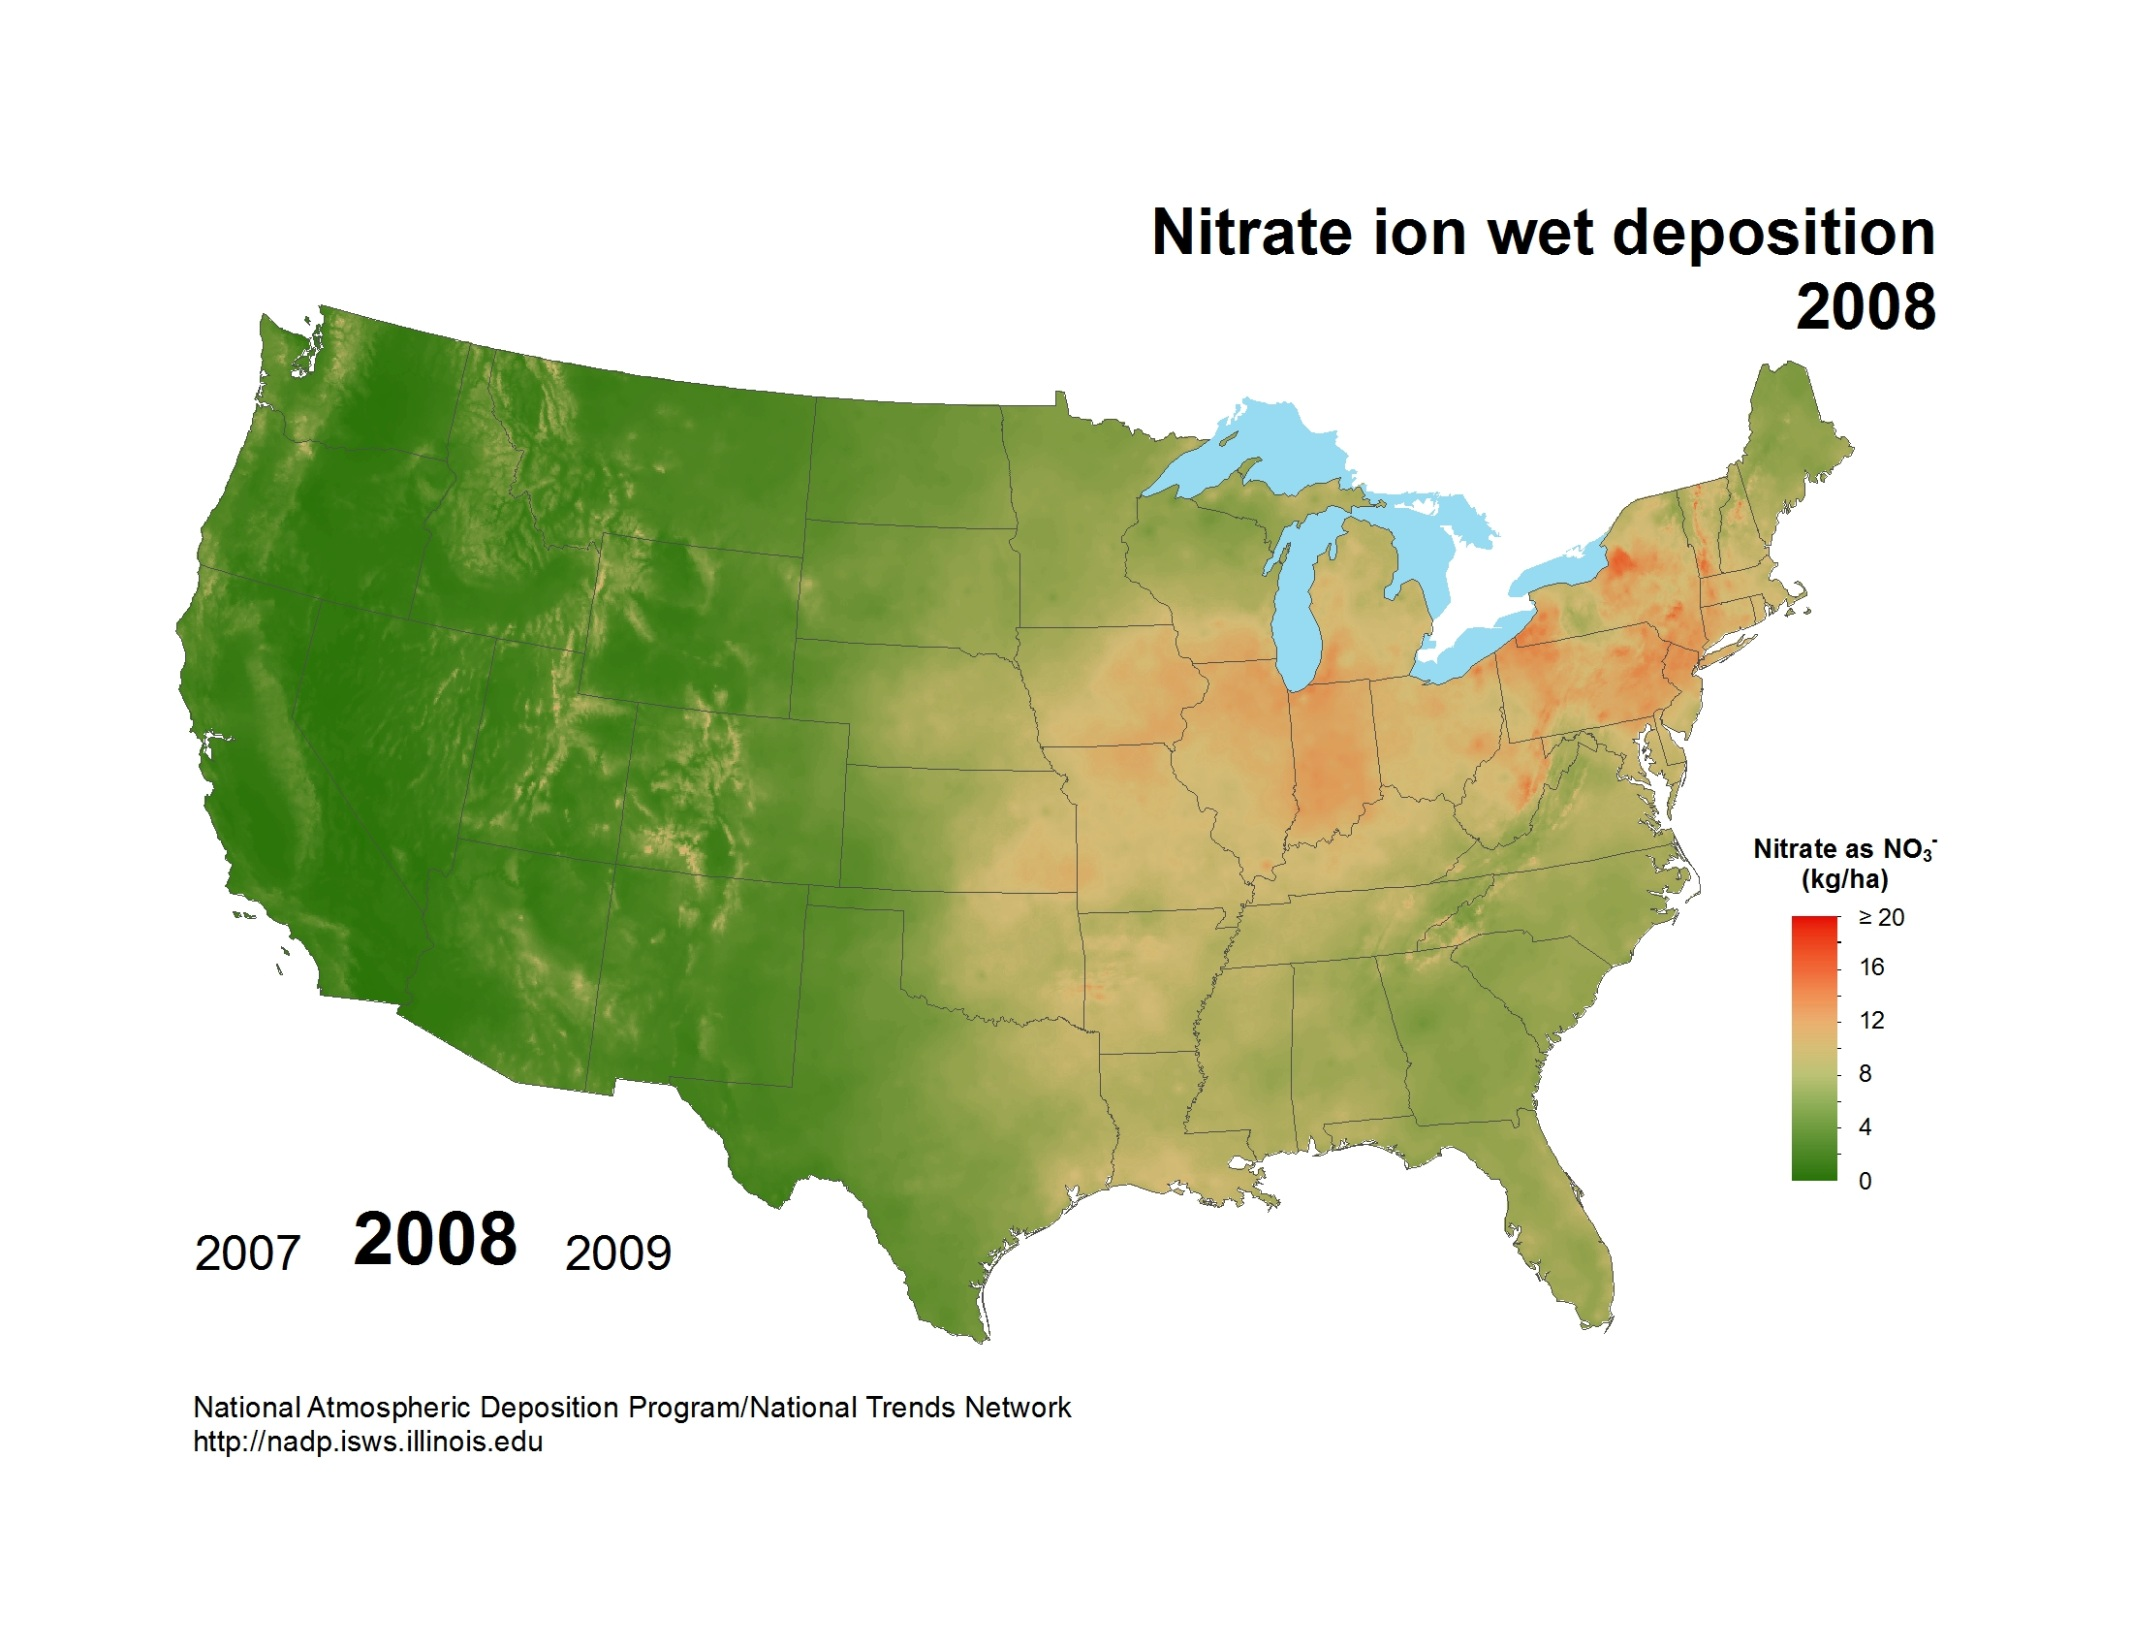 Nitrate ion wet deposition
2008
Nitrate as NO₃⁻
(kg/ha)
≥ 20
16
12
8
4
0
2007 2008 2009
National Atmospheric Deposition Program/National Trends Network
http://nadp.isws.illinois.edu